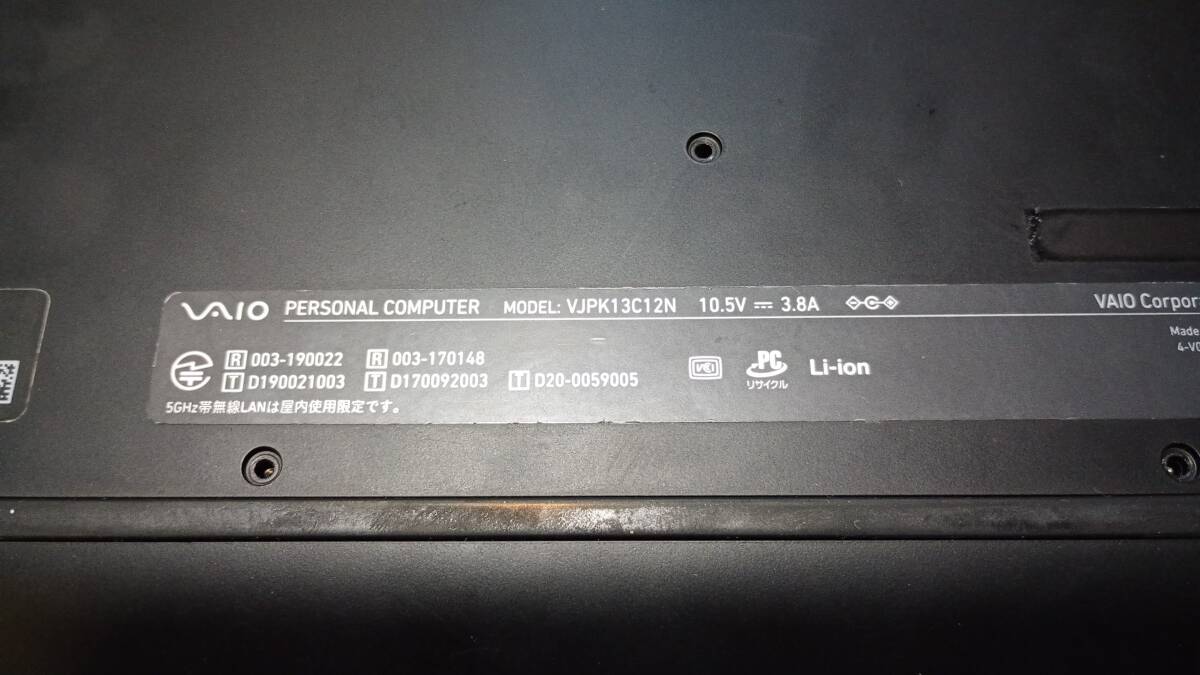 VAIO PERSONAL COMPUTER MODEL: VJPK13C12N 10.5V 3.8A
VAIO Corpor
Made
4-VC
R 003-190022 R 003-170148
T D190021003 T D170092003 T D20-0059005
VCCI
PC
リサイクル
Li-ion
5GHz帯無線LANは屋内使用限定です。